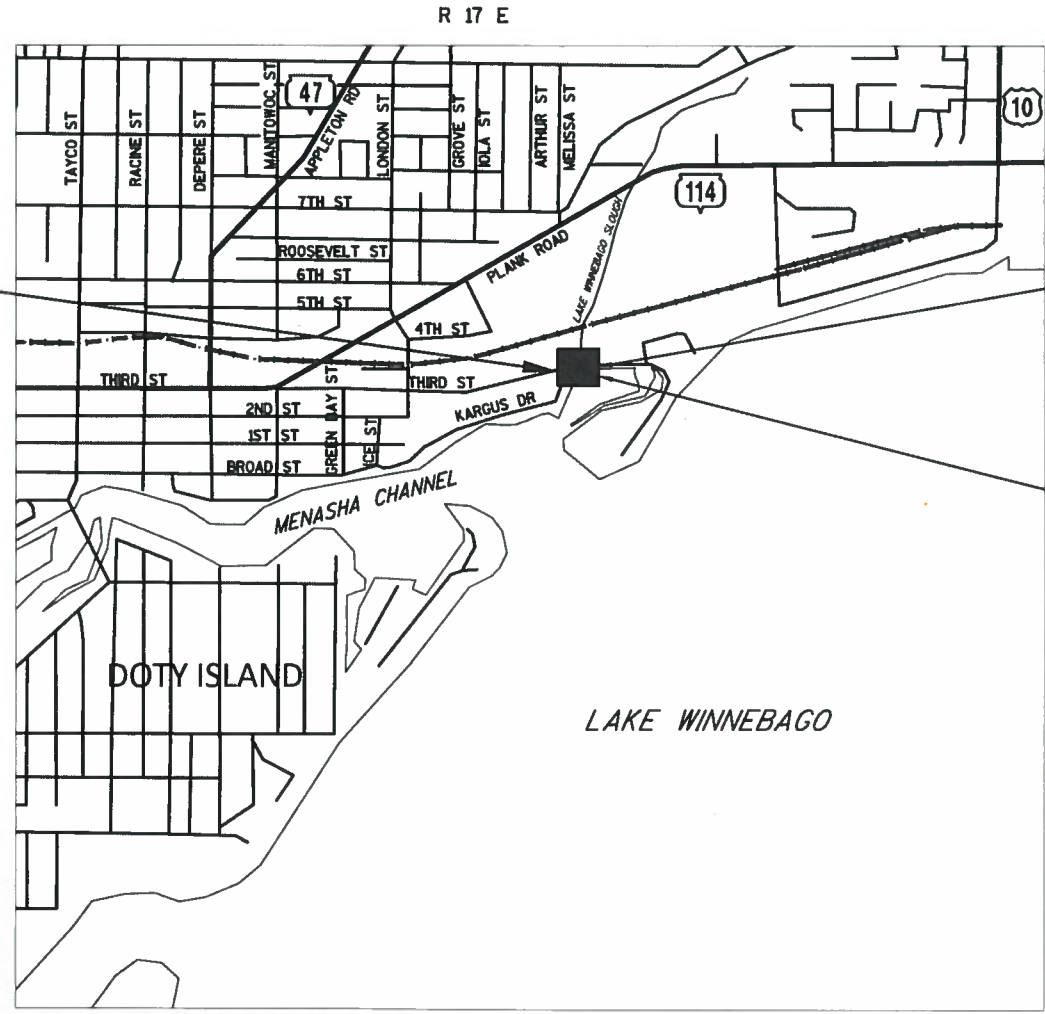 R 17 E
47
10
114
TAYCO ST
RACINE ST
DEPERE ST
MANITOWOC ST
APPLETON RD
LONDON ST
GROVE ST
IOLA ST
ARTHUR ST
MELISSA ST
7TH ST
ROOSEVELT ST
6TH ST
5TH ST
4TH ST
PLANK ROAD
LAKE WINNEBAGO SLOUGH
THIRD ST
THIRD ST
2ND ST
1ST ST
BROAD ST
GREEN BAY ST
ST
KARGUS DR
MENASHA CHANNEL
DOTY ISLAND
LAKE WINNEBAGO